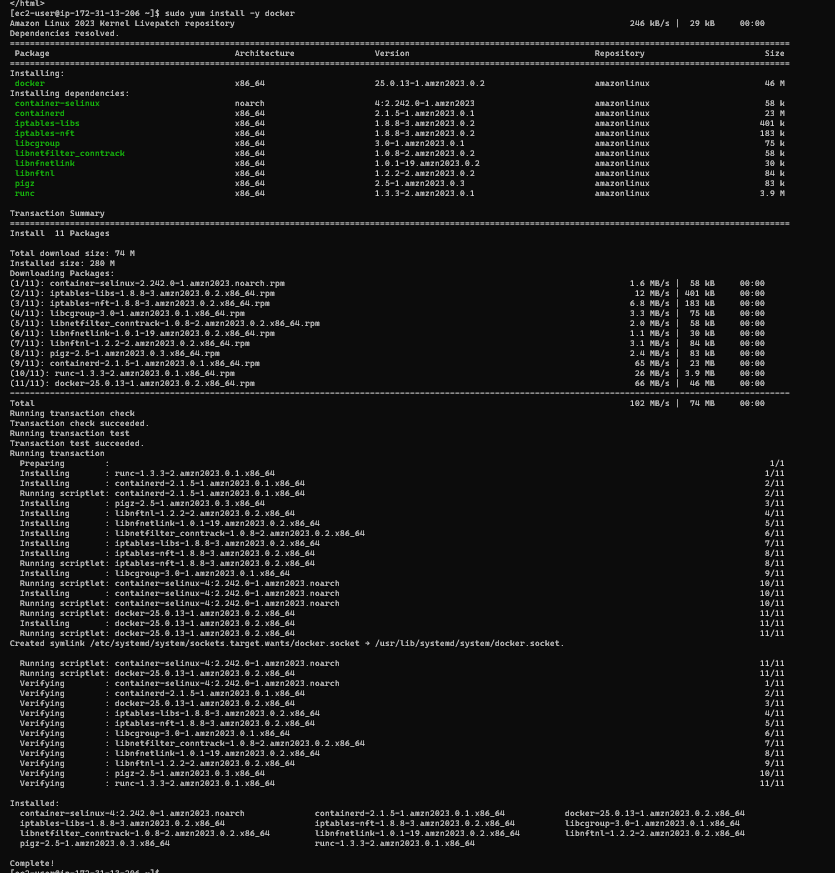 </html>
[ec2-user@ip-172-31-13-206 ~]$ sudo yum install -y docker
Amazon Linux 2023 Kernel Livepatch repository 246 kB/s | 29 kB 00:00
Dependencies resolved.
Package Architecture Version Repository Size
Installing:
docker x86_64 25.0.13-1.amzn2023.0.2 amazonlinux 46 M
Installing dependencies:
container-selinux noarch 4:2.242.0-1.amzn2023 amazonlinux 58 k
containerd x86_64 2.1.5-1.amzn2023.0.1 amazonlinux 23 M
iptables-libs x86_64 1.8.8-3.amzn2023.0.2 amazonlinux 401 k
iptables-nft x86_64 1.8.8-3.amzn2023.0.2 amazonlinux 183 k
libcgroup x86_64 3.0-1.amzn2023.0.1 amazonlinux 75 k
libnetfilter_conntrack x86_64 1.0.8-2.amzn2023.0.2 amazonlinux 58 k
libnfnetlink x86_64 1.0.1-19.amzn2023.0.2 amazonlinux 30 k
libnftnl x86_64 1.2.2-2.amzn2023.0.2 amazonlinux 84 k
pigz x86_64 2.5-1.amzn2023.0.3 amazonlinux 83 k
runc x86_64 1.3.3-2.amzn2023.0.1 amazonlinux 3.9 M
Transaction Summary
Install 11 Packages
Total download size: 74 M
Installed size: 280 M
Downloading Packages:
(1/11): container-selinux-2.242.0-1.amzn2023.noarch.rpm 1.6 MB/s | 58 kB 00:00
(2/11): iptables-libs-1.8.8-3.amzn2023.0.2.x86_64.rpm 12 MB/s | 401 kB 00:00
(3/11): iptables-nft-1.8.8-3.amzn2023.0.2.x86_64.rpm 6.8 MB/s | 183 kB 00:00
(4/11): libcgroup-3.0-1.amzn2023.0.1.x86_64.rpm 3.3 MB/s | 75 kB 00:00
(5/11): libnetfilter_conntrack-1.0.8-2.amzn2023.0.2.x86_64.rpm 2.0 MB/s | 58 kB 00:00
(6/11): libnfnetlink-1.0.1-19.amzn2023.0.2.x86_64.rpm 1.1 MB/s | 30 kB 00:00
(7/11): libnftnl-1.2.2-2.amzn2023.0.2.x86_64.rpm 3.1 MB/s | 84 kB 00:00
(8/11): pigz-2.5-1.amzn2023.0.3.x86_64.rpm 2.4 MB/s | 83 kB 00:00
(9/11): containerd-2.1.5-1.amzn2023.0.1.x86_64.rpm 65 MB/s | 23 MB 00:00
(10/11): runc-1.3.3-2.amzn2023.0.1.x86_64.rpm 26 MB/s | 3.9 MB 00:00
(11/11): docker-25.0.13-1.amzn2023.0.2.x86_64.rpm 66 MB/s | 46 MB 00:00
Total 102 MB/s | 74 MB 00:00
Running transaction check
Transaction check succeeded.
Running transaction test
Transaction test succeeded.
Running transaction
Preparing : 1/1
Installing : runc-1.3.3-2.amzn2023.0.1.x86_64 1/11
Installing : containerd-2.1.5-1.amzn2023.0.1.x86_64 2/11
Running scriptlet: containerd-2.1.5-1.amzn2023.0.1.x86_64 2/11
Installing : pigz-2.5-1.amzn2023.0.3.x86_64 3/11
Installing : libnftnl-1.2.2-2.amzn2023.0.2.x86_64 4/11
Installing : libnfnetlink-1.0.1-19.amzn2023.0.2.x86_64 5/11
Installing : libnetfilter_conntrack-1.0.8-2.amzn2023.0.2.x86_64 6/11
Installing : iptables-libs-1.8.8-3.amzn2023.0.2.x86_64 7/11
Installing : iptables-nft-1.8.8-3.amzn2023.0.2.x86_64 8/11
Running scriptlet: iptables-nft-1.8.8-3.amzn2023.0.2.x86_64 8/11
Installing : libcgroup-3.0-1.amzn2023.0.1.x86_64 9/11
Running scriptlet: container-selinux-4:2.242.0-1.amzn2023.noarch 10/11
Installing : container-selinux-4:2.242.0-1.amzn2023.noarch 10/11
Running scriptlet: container-selinux-4:2.242.0-1.amzn2023.noarch 10/11
Running scriptlet: docker-25.0.13-1.amzn2023.0.2.x86_64 11/11
Installing : docker-25.0.13-1.amzn2023.0.2.x86_64 11/11
Running scriptlet: docker-25.0.13-1.amzn2023.0.2.x86_64 11/11
Created symlink /etc/systemd/system/sockets.target.wants/docker.socket → /usr/lib/systemd/system/docker.socket.
Running scriptlet: container-selinux-4:2.242.0-1.amzn2023.noarch 11/11
Running scriptlet: docker-25.0.13-1.amzn2023.0.2.x86_64 11/11
Verifying : container-selinux-4:2.242.0-1.amzn2023.noarch 1/11
Verifying : containerd-2.1.5-1.amzn2023.0.1.x86_64 2/11
Verifying : docker-25.0.13-1.amzn2023.0.2.x86_64 3/11
Verifying : iptables-libs-1.8.8-3.amzn2023.0.2.x86_64 4/11
Verifying : iptables-nft-1.8.8-3.amzn2023.0.2.x86_64 5/11
Verifying : libcgroup-3.0-1.amzn2023.0.1.x86_64 6/11
Verifying : libnetfilter_conntrack-1.0.8-2.amzn2023.0.2.x86_64 7/11
Verifying : libnfnetlink-1.0.1-19.amzn2023.0.2.x86_64 8/11
Verifying : libnftnl-1.2.2-2.amzn2023.0.2.x86_64 9/11
Verifying : pigz-2.5-1.amzn2023.0.3.x86_64 10/11
Verifying : runc-1.3.3-2.amzn2023.0.1.x86_64 11/11
Installed:
container-selinux-4:2.242.0-1.amzn2023.noarch containerd-2.1.5-1.amzn2023.0.1.x86_64 docker-25.0.13-1.amzn2023.0.2.x86_64
iptables-libs-1.8.8-3.amzn2023.0.2.x86_64 iptables-nft-1.8.8-3.amzn2023.0.2.x86_64 libcgroup-3.0-1.amzn2023.0.1.x86_64
libnetfilter_conntrack-1.0.8-2.amzn2023.0.2.x86_64 libnfnetlink-1.0.1-19.amzn2023.0.2.x86_64 libnftnl-1.2.2-2.amzn2023.0.2.x86_64
pigz-2.5-1.amzn2023.0.3.x86_64 runc-1.3.3-2.amzn2023.0.1.x86_64
Complete!
[ec2-user@ip-172-31-13-206 ~]$